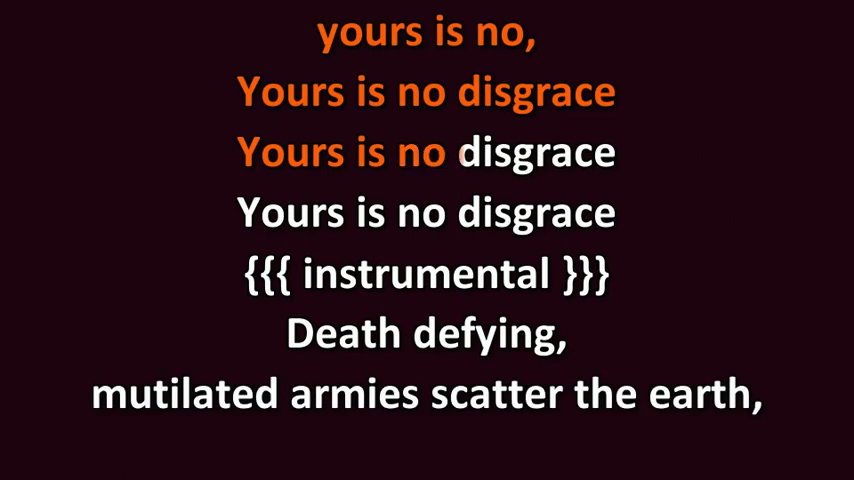 yours is no,
Yours is no disgrace
Yours is no disgrace
Yours is no disgrace
{{{ instrumental }}}
Death defying,
mutilated armies scatter the earth,